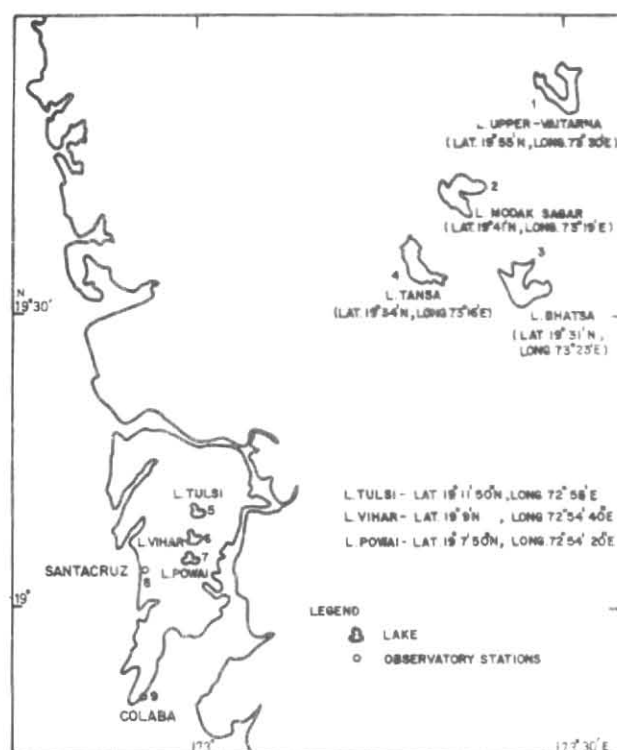 1
L. UPPER-VAITARNA
(LAT. 19°55'N, LONG. 73°30'E)
2
L. MODAK SAGAR
(LAT. 19°41'N, LONG. 73°19'E)
3
4
L. TANSA
(LAT. 19°34'N, LONG 73°16'E)
L. BHATSA
(LAT 19°31'N,
LONG 73°23'E)
N
19°30'
L. TULSI
5
L. TULSI - LAT 19°11'50"N, LONG. 72°58'E
L. VIHAR
6
L. VIHAR - LAT. 19°9'N , LONG. 72°54'40"E
7
L. POWAI
L. POWAI - LAT 19°7'50"N, LONG. 72°54'20"E
SANTACRUZ
8
19°
LEGEND
LAKE
OBSERVATORY STATIONS
9
COLABA
73°
73°30'E.